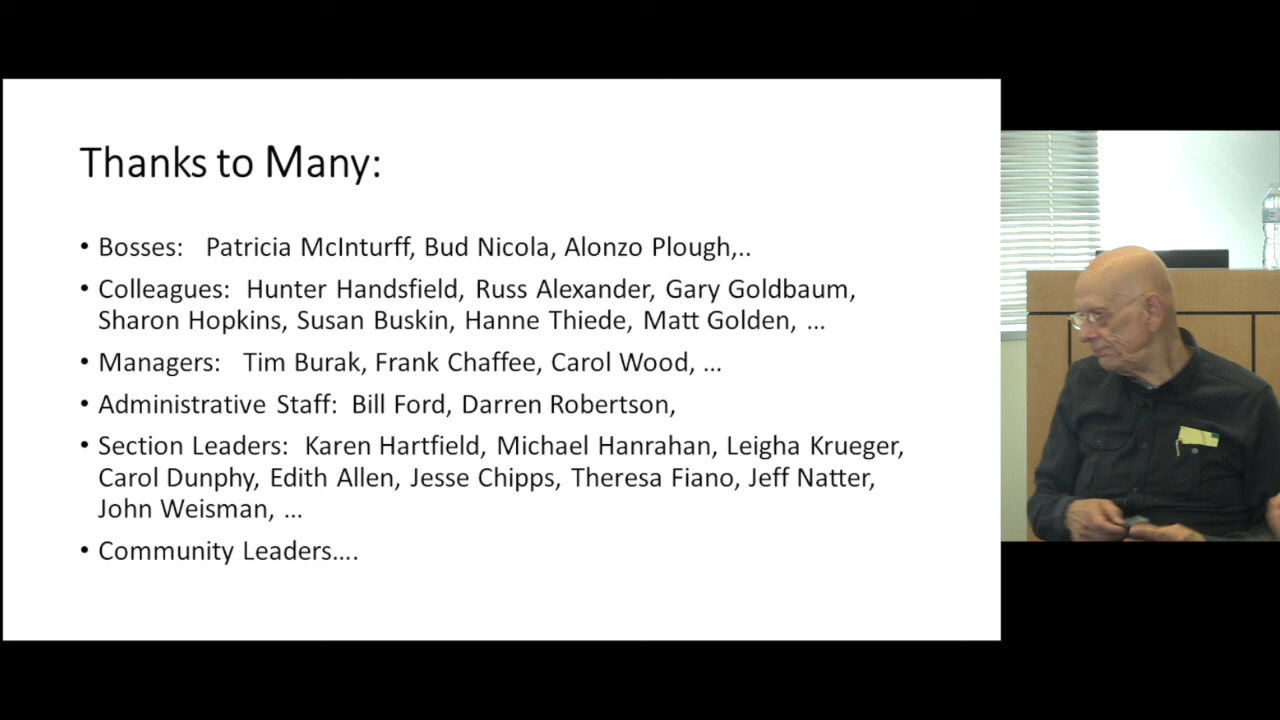 Thanks to Many:
• Bosses: Patricia McInturff, Bud Nicola, Alonzo Plough,..
• Colleagues: Hunter Handsfield, Russ Alexander, Gary Goldbaum,
Sharon Hopkins, Susan Buskin, Hanne Thiede, Matt Golden, ...
• Managers: Tim Burak, Frank Chaffee, Carol Wood, ...
• Administrative Staff: Bill Ford, Darren Robertson,
• Section Leaders: Karen Hartfield, Michael Hanrahan, Leigha Krueger,
Carol Dunphy, Edith Allen, Jesse Chipps, Theresa Fiano, Jeff Natter,
John Weisman, ...
• Community Leaders....